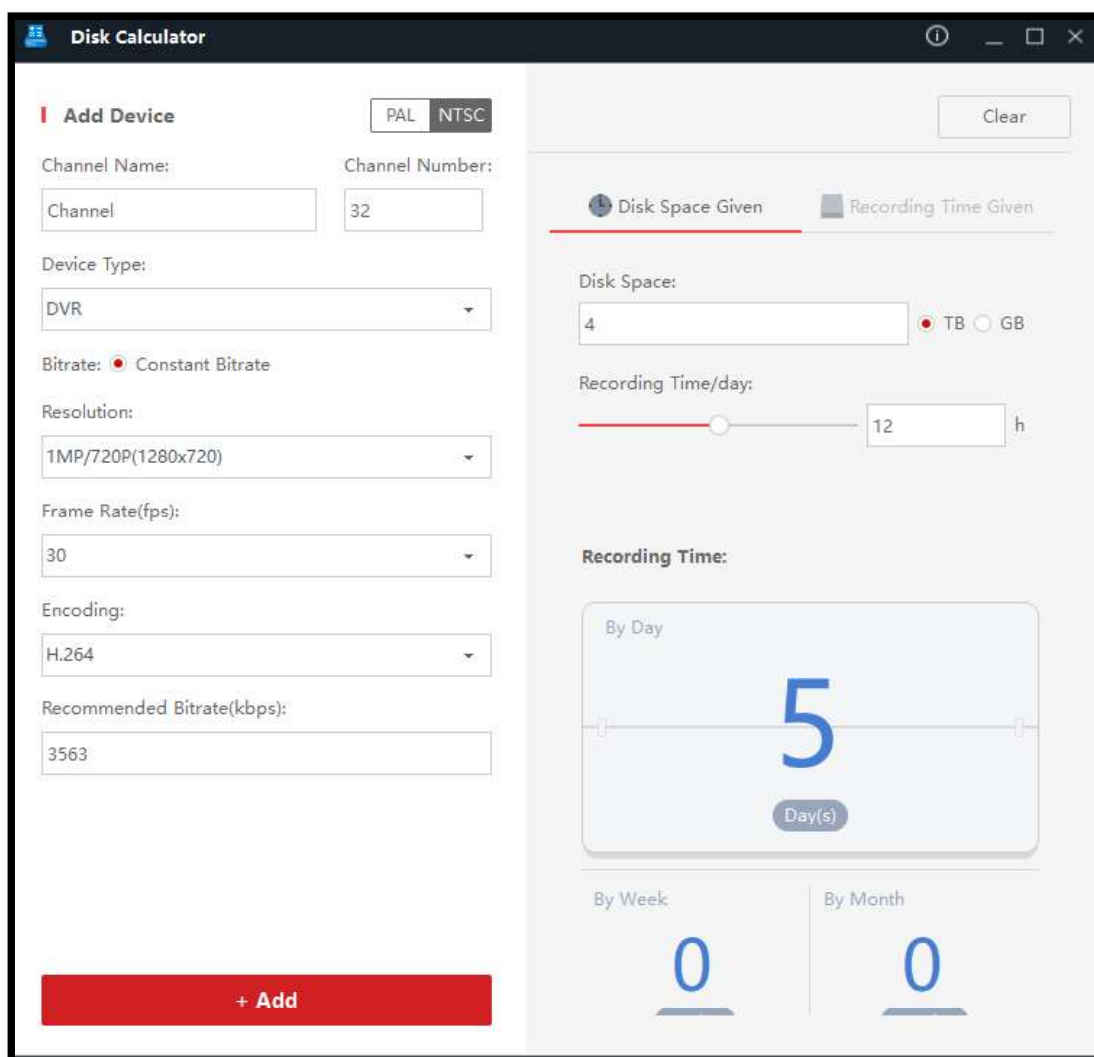 Disk Calculator
Add Device
PAL NTSC
Channel Name: Channel Number:
Channel 32
Device Type:
DVR
Bitrate: Constant Bitrate
Resolution:
1MP/720P(1280x720)
Frame Rate(fps):
30
Encoding:
H.264
Recommended Bitrate(kbps):
3563
+ Add
Clear
Disk Space Given Recording Time Given
Disk Space:
4 TB GB
Recording Time/day:
12 h
Recording Time:
By Day
5
Day(s)
By Week By Month
0 0